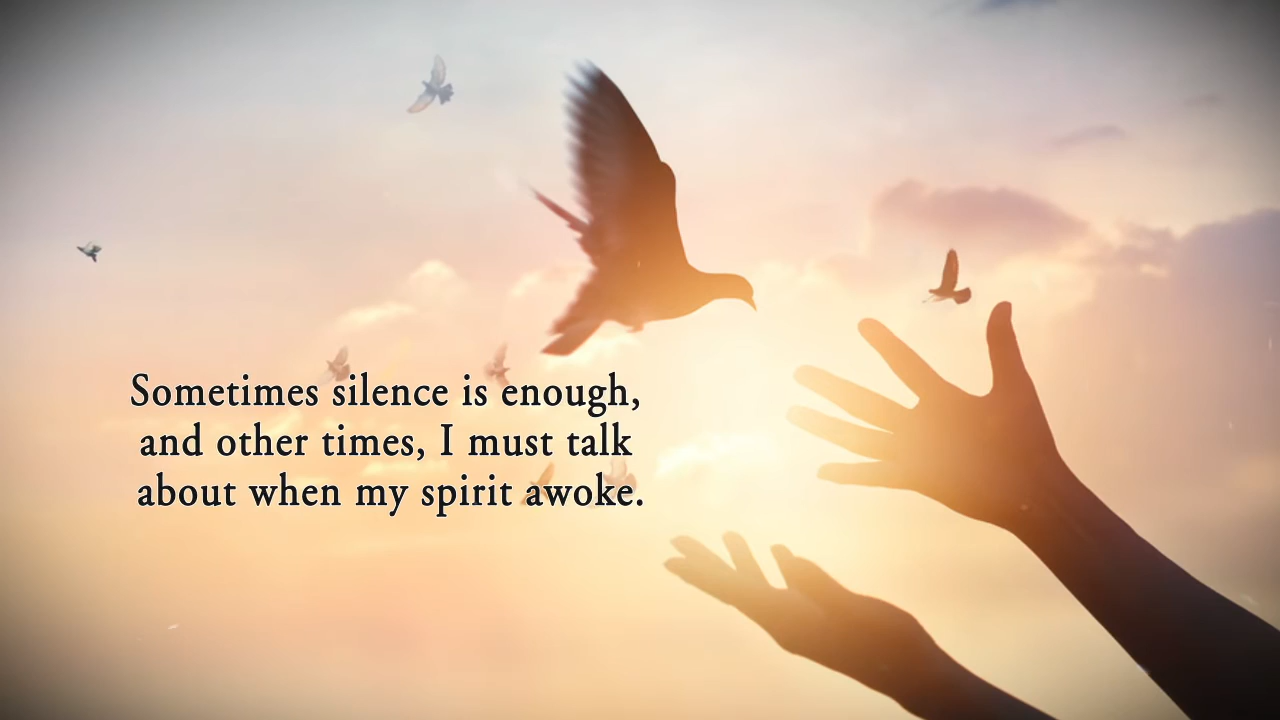 Sometimes silence is enough,
and other times, I must talk
about when my spirit awoke.